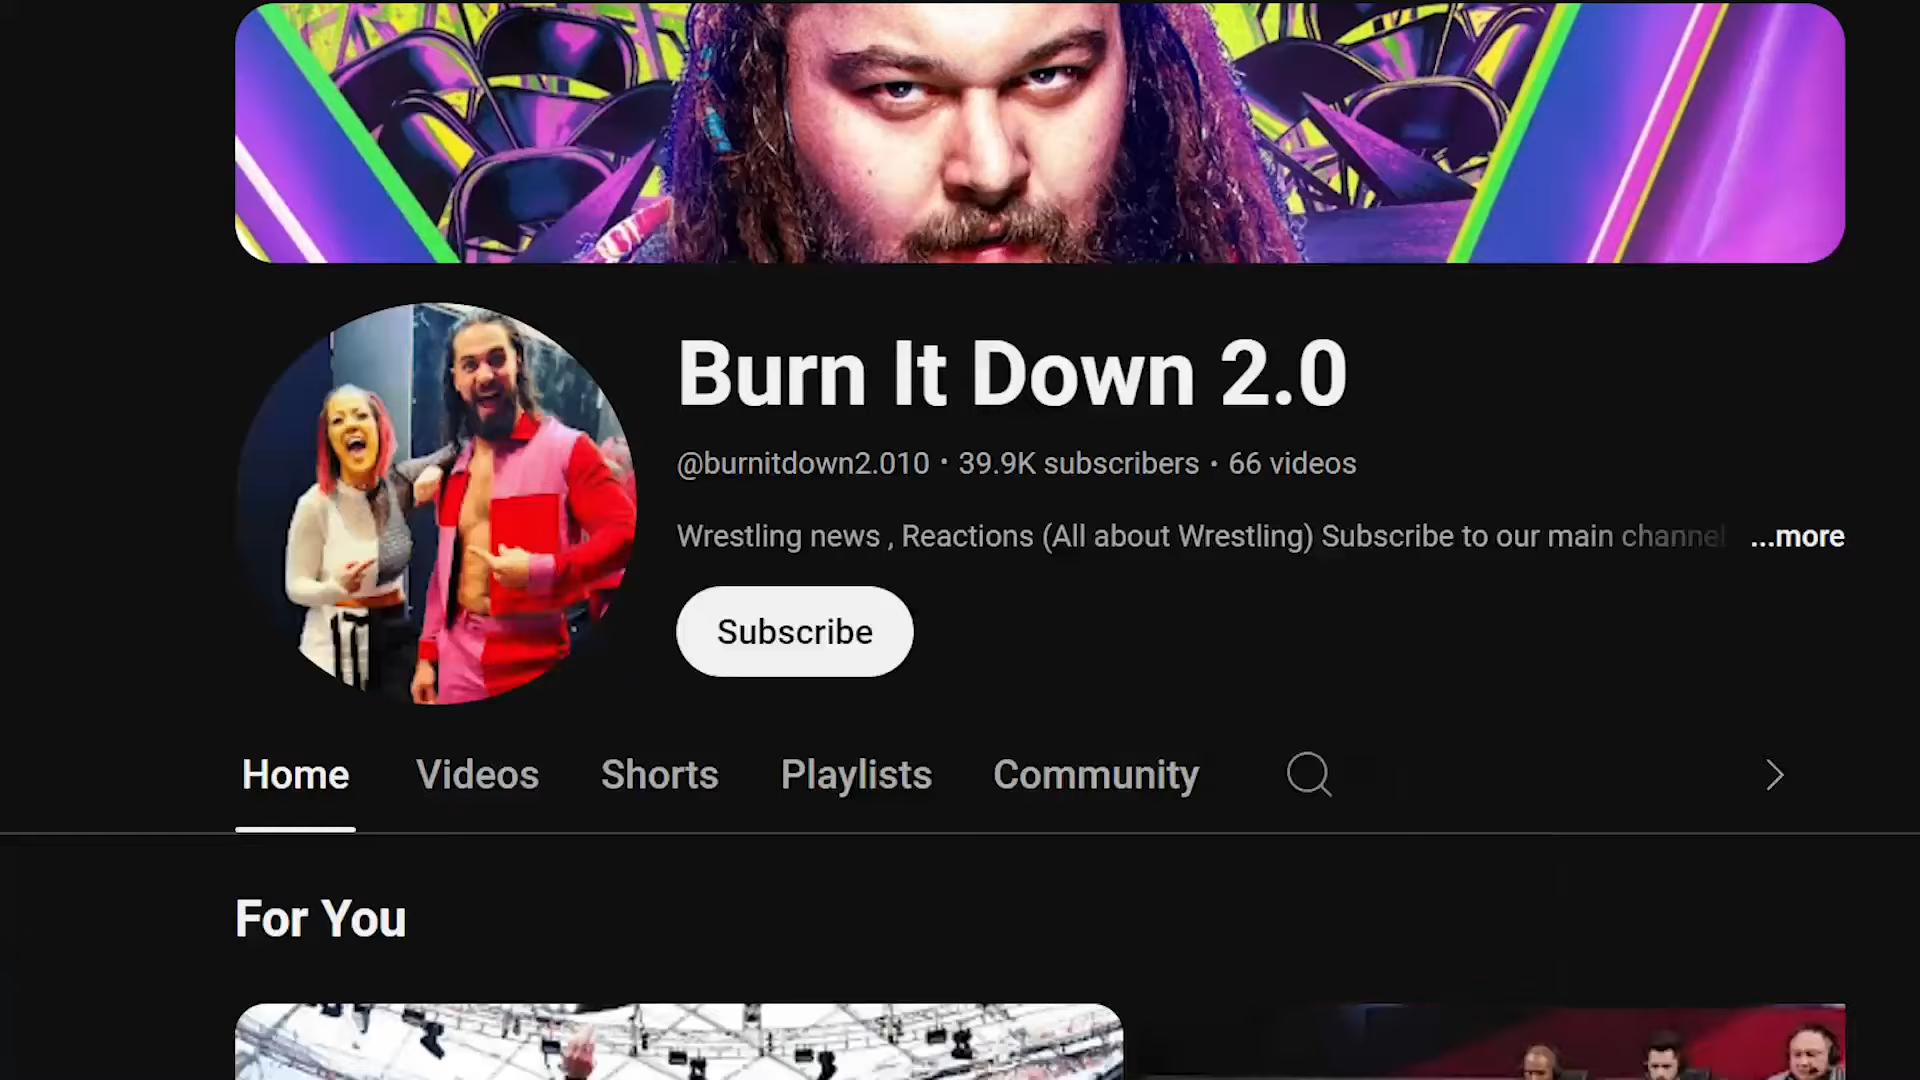 Burn It Down 2.0
@burnitdown2.010 • 39.9K subscribers • 66 videos
Wrestling news , Reactions (All about Wrestling) Subscribe to our main channel ...more
Subscribe
Home Videos Shorts Playlists Community
For You